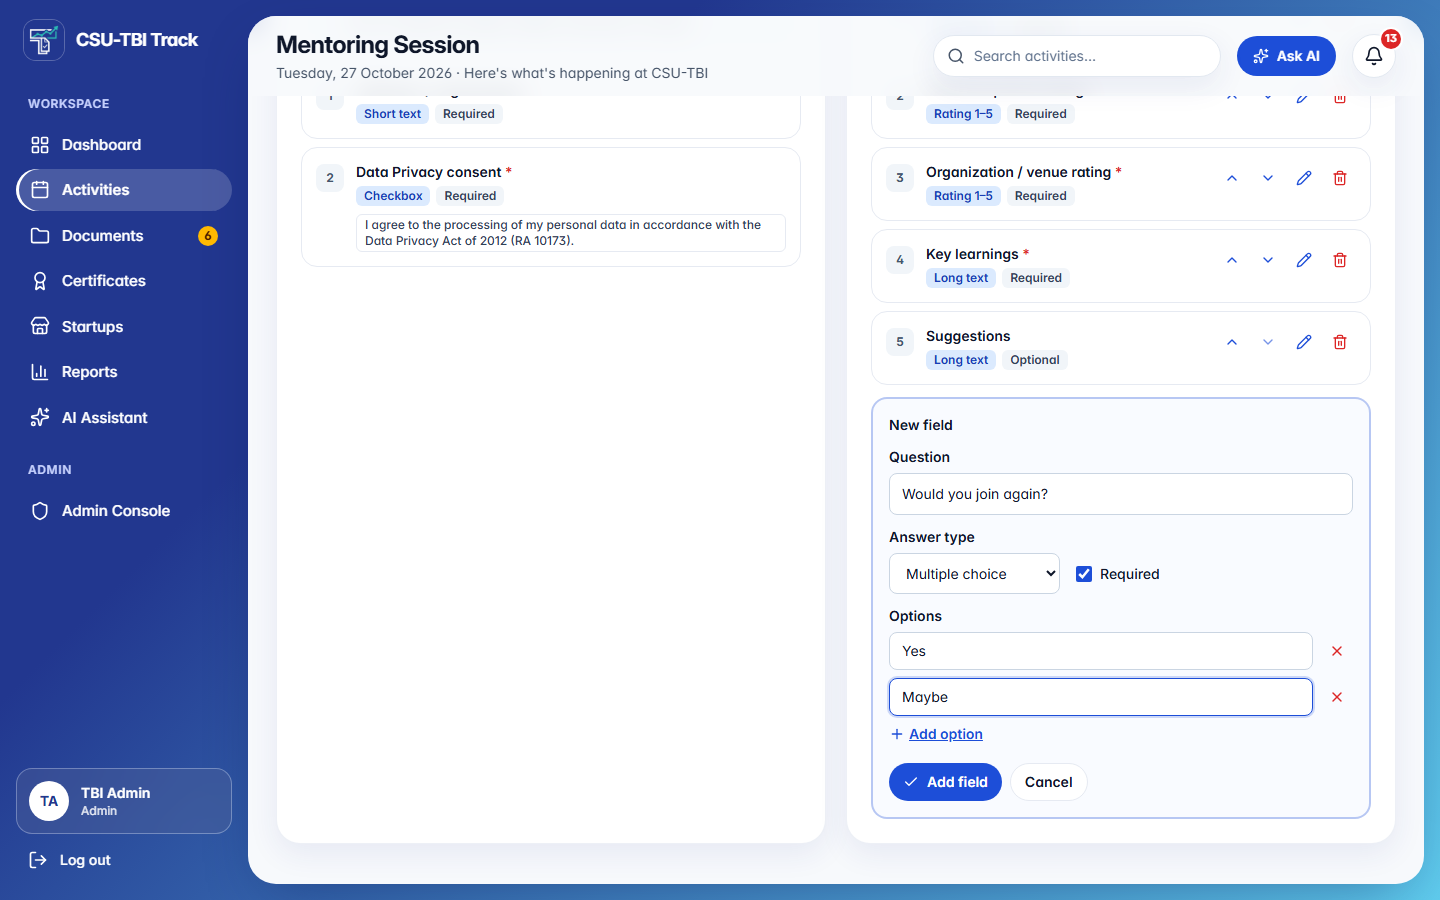 CSU-TBI Track
WORKSPACE
Dashboard
Activities
Documents
6
Certificates
Startups
Reports
AI Assistant
ADMIN
Admin Console
TA
TBI Admin
Admin
Log out
Mentoring Session
Tuesday, 27 October 2026 · Here's what's happening at CSU-TBI
Search activities...
Ask AI
13
1
Short text
Required
2
Data Privacy consent *
Checkbox
Required
I agree to the processing of my personal data in accordance with the
Data Privacy Act of 2012 (RA 10173).
2
Rating 1–5
Required
3
Organization / venue rating *
Rating 1–5
Required
4
Key learnings *
Long text
Required
5
Suggestions
Long text
Optional
New field
Question
Would you join again?
Answer type
Multiple choice
Required
Options
Yes
Maybe
Add option
Add field
Cancel